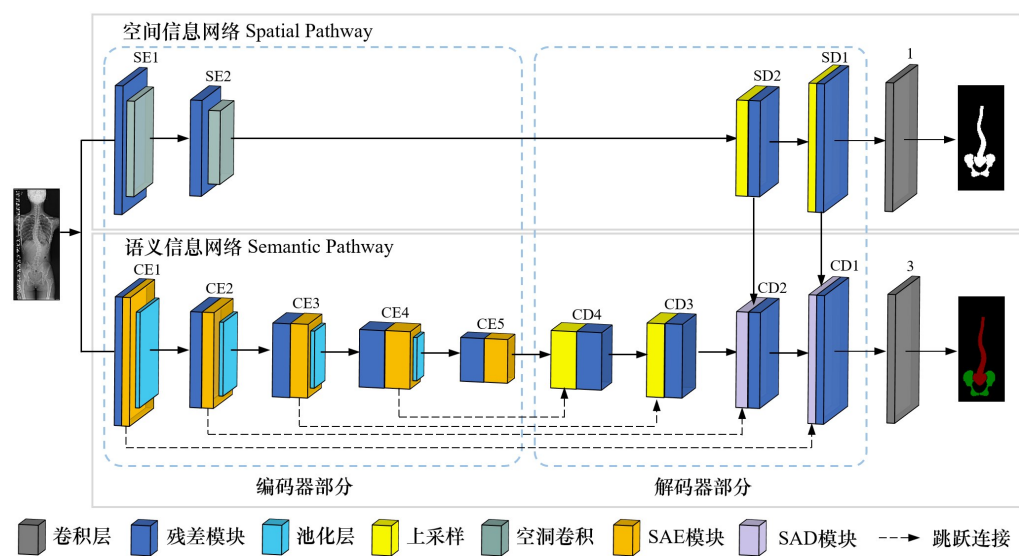 空间信息网络 Spatial Pathway
SE1
SE2
SD2
SD1
1
语义信息网络 Semantic Pathway
CE1
CE2
CE3
CE4
CE5
CD4
CD3
CD2
CD1
3
编码器部分
解码器部分
卷积层
残差模块
池化层
上采样
空洞卷积
SAE模块
SAD模块
跳跃连接